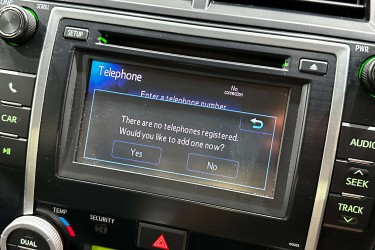 SCROLL
SETUP
PWR
Telephone
No
connection
Enter a telephone number
There are no telephones registered.
Would you like to add one now?
Yes
No
CAR
AUDIO
SEEK
TRACK
TEMP
SECURITY
DUAL